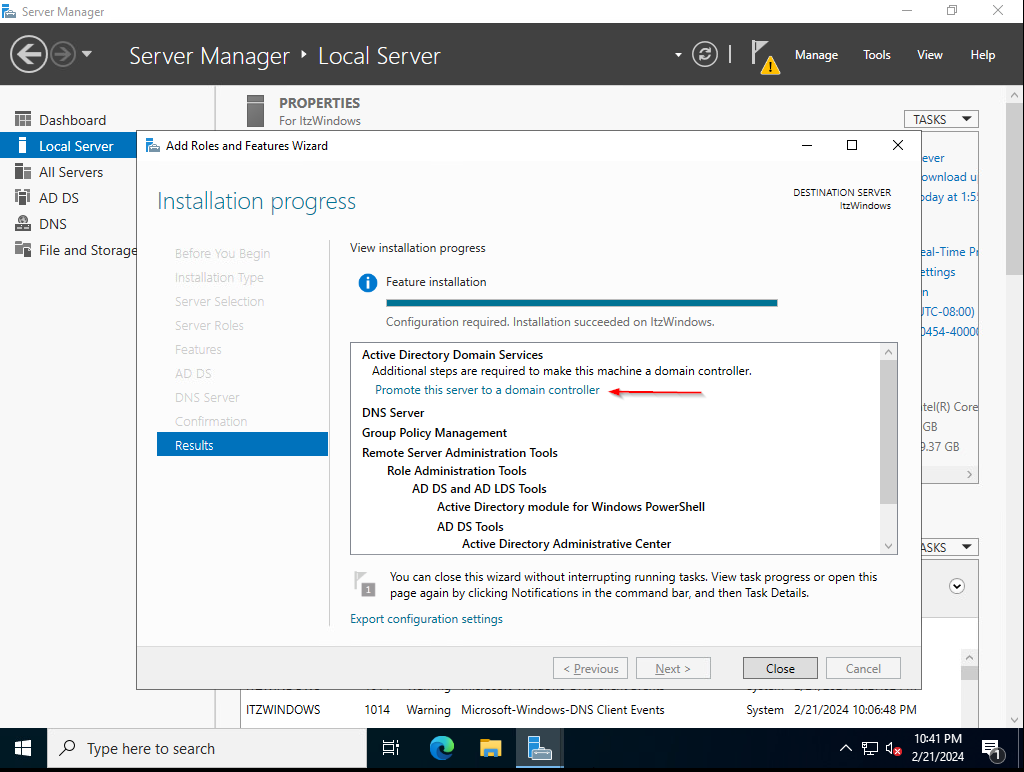 Server Manager
Server Manager • Local Server
Manage Tools View Help
Dashboard
Local Server
All Servers
AD DS
DNS
File and Storage
PROPERTIES
For ItzWindows
TASKS
Add Roles and Features Wizard
Installation progress
DESTINATION SERVER
ItzWindows
Before You Begin
Installation Type
Server Selection
Server Roles
Features
AD DS
DNS Server
Confirmation
Results
View installation progress
Feature installation
Configuration required. Installation succeeded on ItzWindows.
Active Directory Domain Services
Additional steps are required to make this machine a domain controller.
Promote this server to a domain controller
DNS Server
Group Policy Management
Remote Server Administration Tools
Role Administration Tools
AD DS and AD LDS Tools
Active Directory module for Windows PowerShell
AD DS Tools
Active Directory Administrative Center
1
You can close this wizard without interrupting running tasks. View task progress or open this
page again by clicking Notifications in the command bar, and then Task Details.
Export configuration settings
< Previous
Next >
Close
Cancel
ever
ownload u
oday at 1:5
eal-Time Pr
ettings
n
UTC-08:00)
0454-40000
ntel(R) Core
GB
9.37 GB
ASKS
ITZWINDOWS 1014 Warning Microsoft-Windows-DNS Client Events System 2/21/2024 10:06:48 PM
Type here to search
10:41 PM
2/21/2024
1